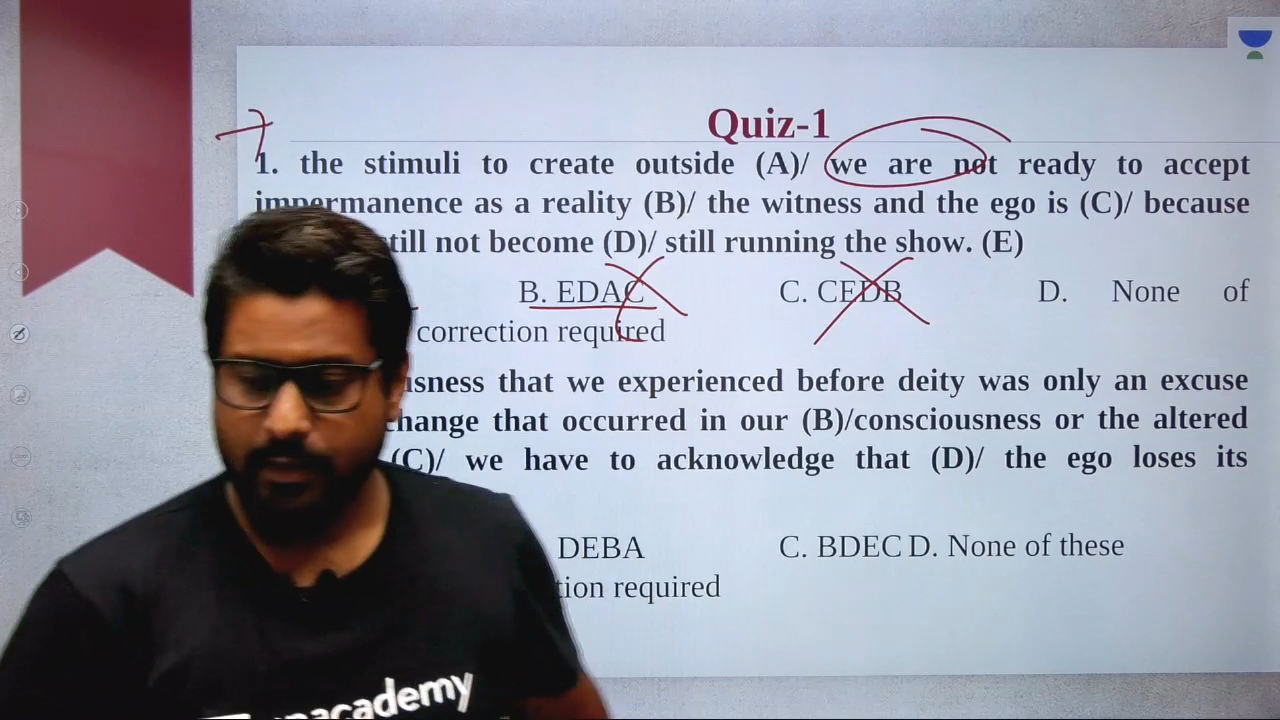 Quiz-1
1. the stimuli to create outside (A)/ we are not ready to accept
impermanence as a reality (B)/ the witness and the ego is (C)/ because
still not become (D)/ still running the show. (E)
B. EDAC C. CEDB D. None of
correction required
that we experienced before deity was only an excuse
change that occurred in our (B)/consciousness or the altered
(C)/ we have to acknowledge that (D)/ the ego loses its
DEBA C. BDEC D. None of these
required